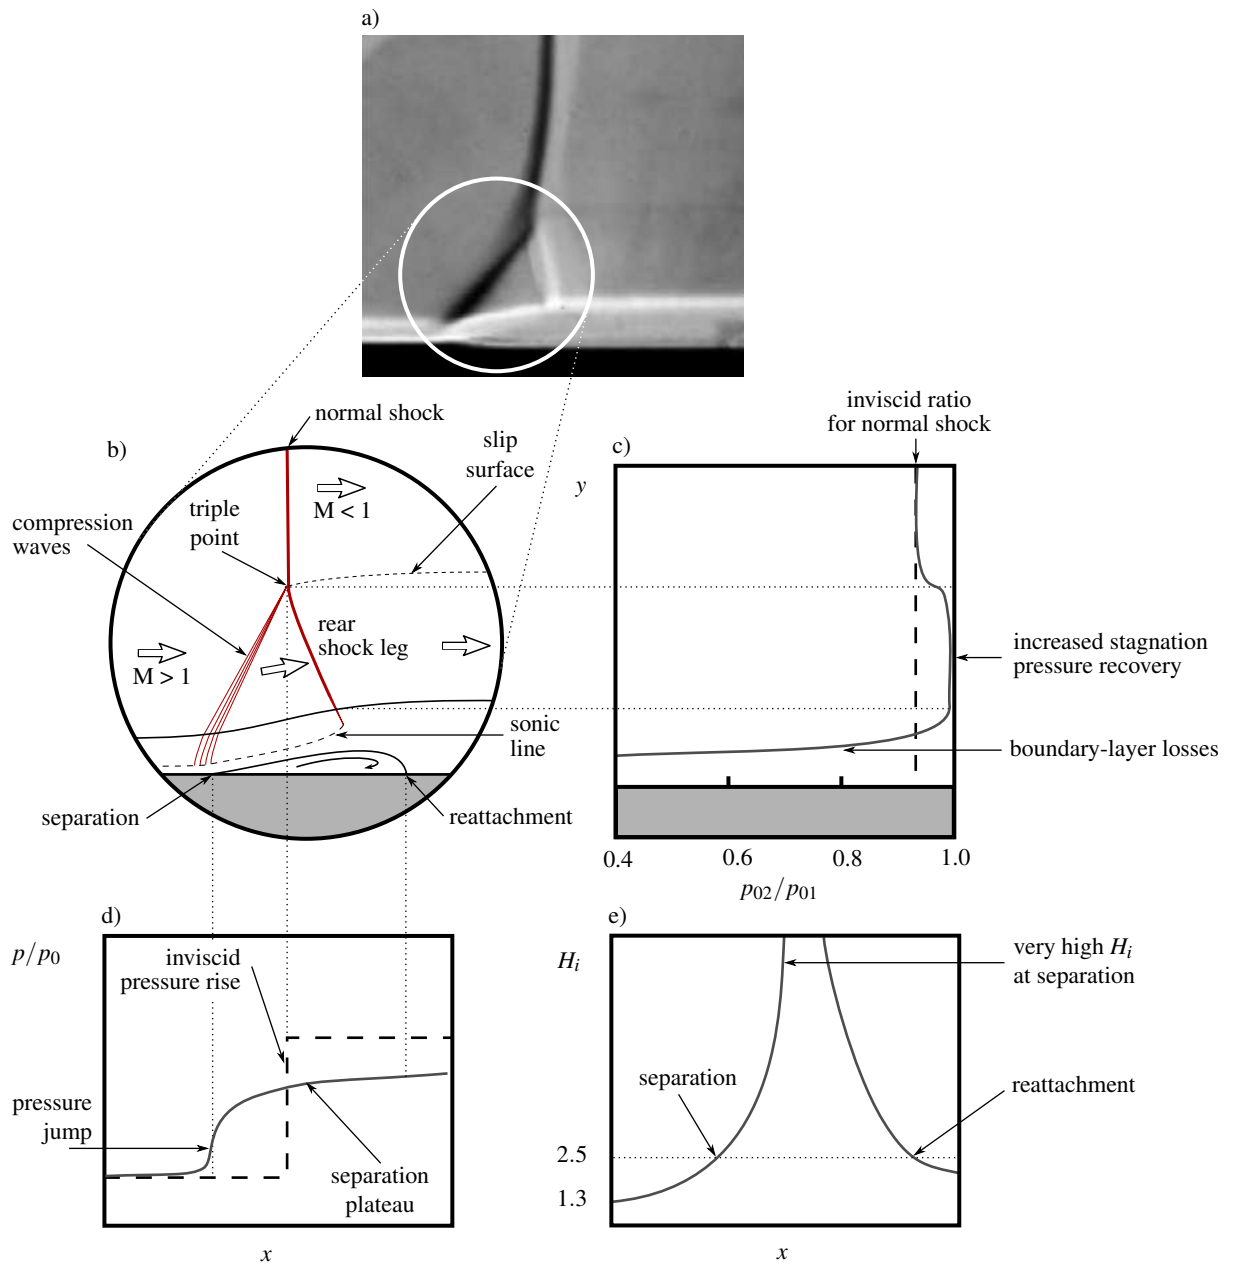 a)
b)
normal shock
slip
surface
M < 1
triple
point
compression
waves
rear
shock leg
M > 1
sonic
line
separation
reattachment
c)
inviscid ratio
for normal shock
y
increased stagnation
pressure recovery
boundary-layer losses
0.4 0.6 0.8 1.0
p02/p01
d)
p/p0
inviscid
pressure rise
pressure
jump
separation
plateau
x
e)
Hi
very high Hi
at separation
separation
reattachment
2.5
1.3
x